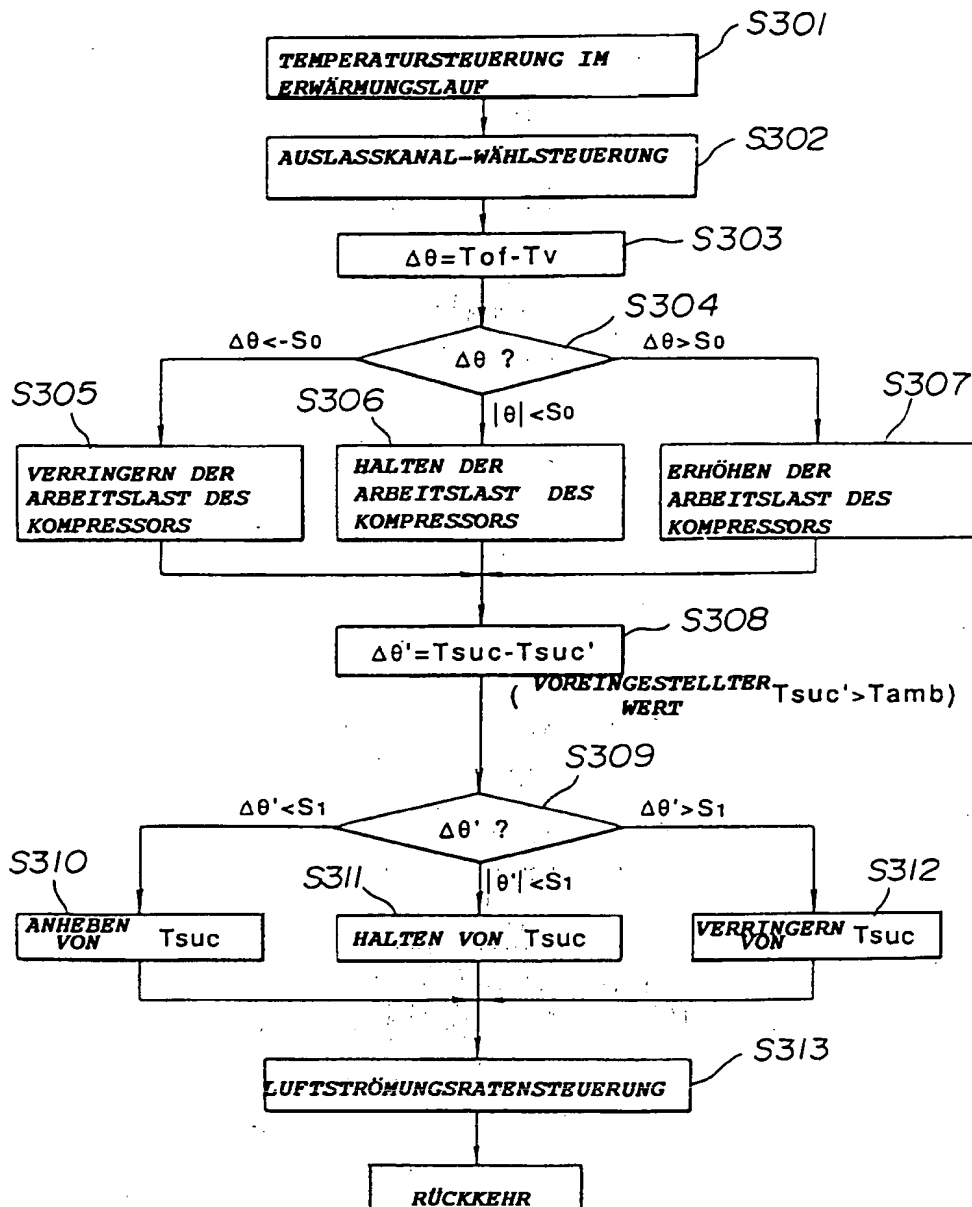 S301
TEMPERATURSTEUERUNG IM
ERWÄRMUNGSLAUF
S302
AUSLASSKANAL-WÄHLSTEUERUNG
S303
Δθ=Tof-Tv
S304
Δθ<-S0
Δθ ?
Δθ>S0
S305
S306
|θ|<S0
S307
VERRINGERN DER
ARBEITSLAST DES
KOMPRESSORS
HALTEN DER
ARBEITSLAST DES
KOMPRESSORS
ERHÖHEN DER
ARBEITSLAST DES
KOMPRESSORS
S308
Δθ'=Tsuc-Tsuc'
( VOREINGESTELLTER
WERT Tsuc'>Tamb)
S309
Δθ'<S1
Δθ' ?
Δθ'>S1
S310
S311
|θ'|<S1
S312
ANHEBEN
VON Tsuc
HALTEN VON Tsuc
VERRINGERN
VON Tsuc
S313
LUFTSTRÖMUNGSRATENSTEUERUNG
RÜCKKEHR